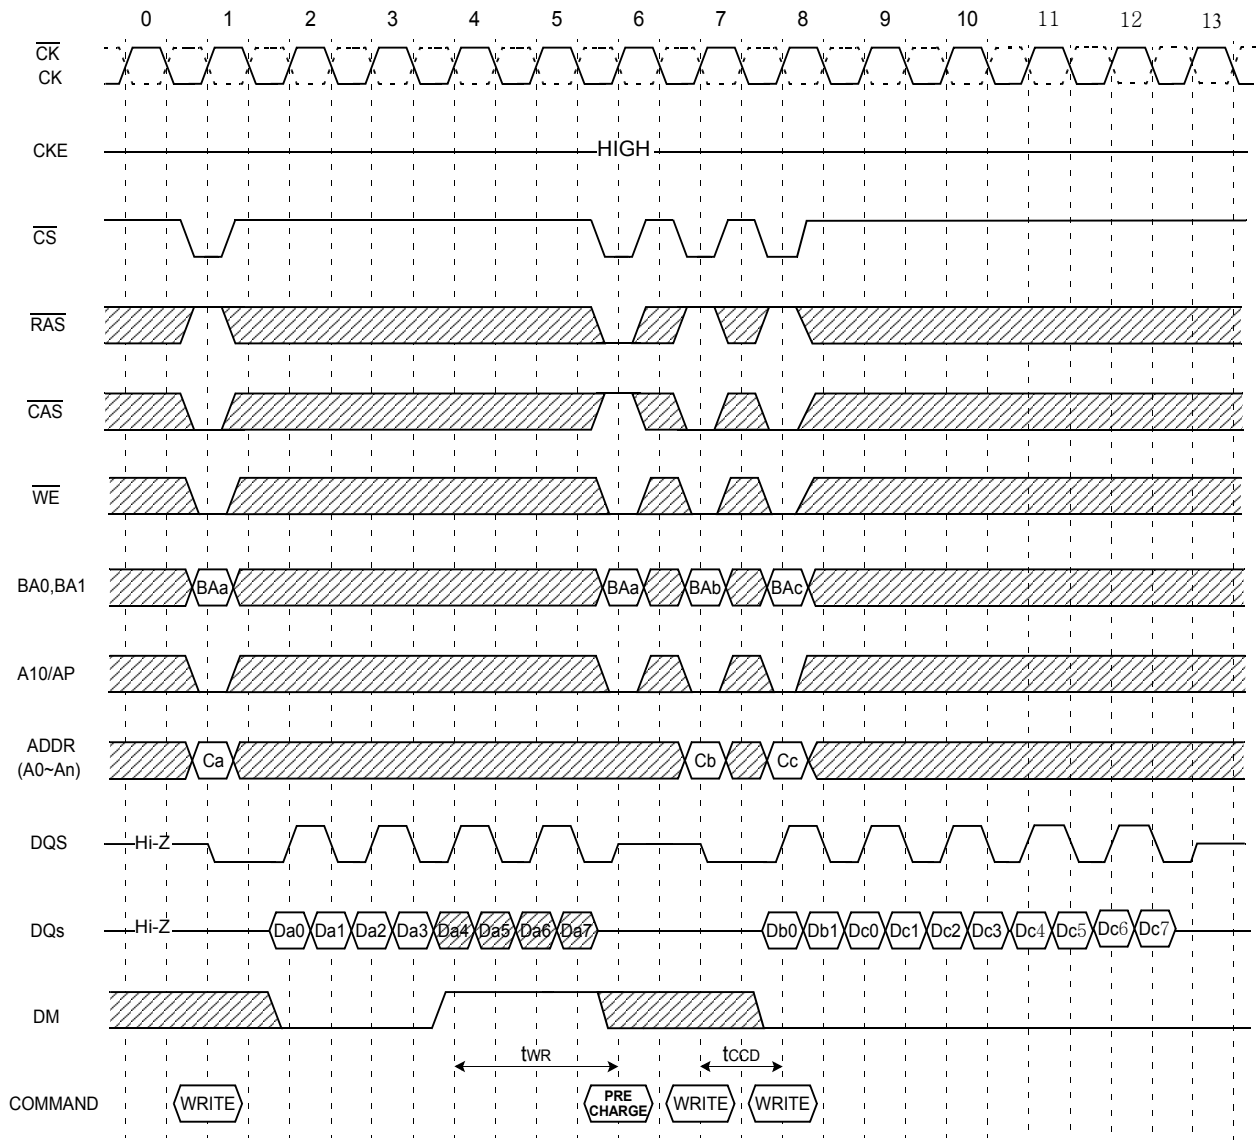 0 1 2 3 4 5 6 7 8 9 10 11 12 13
CK
CK
CKE
HIGH
CS
RAS
CAS
WE
BA0,BA1 BAa BAa BAb BAc
A10/AP
ADDR
(A0~An)
Ca Cb Cc
DQS Hi-Z
DQs Hi-Z Da0 Da1 Da2 Da3 Da4 Da5 Da6 Da7 Db0 Db1 Dc0 Dc1 Dc2 Dc3 Dc4 Dc5 Dc6 Dc7
DM
tWR tCCD
COMMAND WRITE PRE CHARGE WRITE WRITE